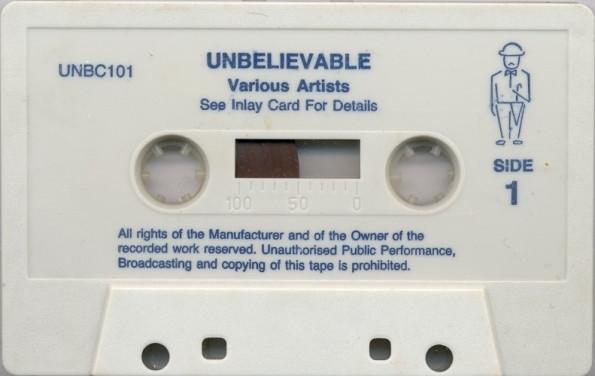 UNBELIEVABLE
UNBC101
Various Artists
See Inlay Card For Details
SIDE
1
100 50 0
All rights of the Manufacturer and of the Owner of the
recorded work reserved. Unauthorised Public Performance,
Broadcasting and copying of this tape is prohibited.